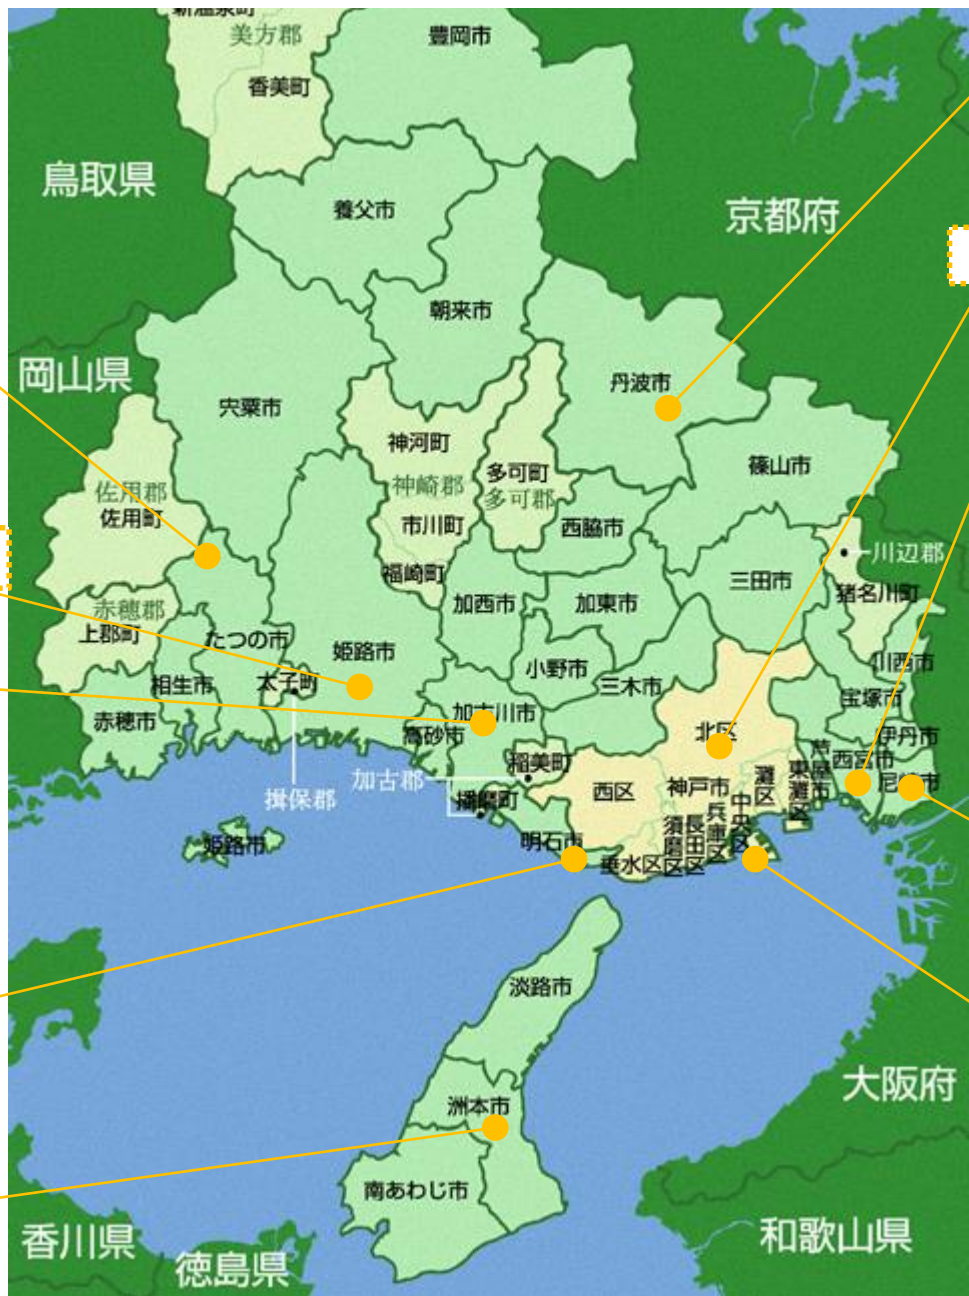 新温泉町
美方郡
豊岡市
香美町
鳥取県
養父市
京都府
朝来市
岡山県
丹波市
宍粟市
神河町
篠山市
多可町
神崎郡
多可郡
佐用郡
佐用町
市川町
西脇市
川辺郡
福崎町
三田市
猪名川町
加西市
加東市
赤穂郡
上郡町
たつの市
姫路市
小野市
川西市
相生市
太子町
三木市
宝塚市
赤穂市
加古川市
高砂市
北区
伊丹市
芦屋市
西宮市
稲美町
加古郡
神戸市
灘区
東灘区
尼崎市
揖保郡
播磨町
西区
中央区
兵庫区
長田区
須磨区
姫路市
明石市
垂水区
淡路市
大阪府
洲本市
南あわじ市
和歌山県
香川県
徳島県